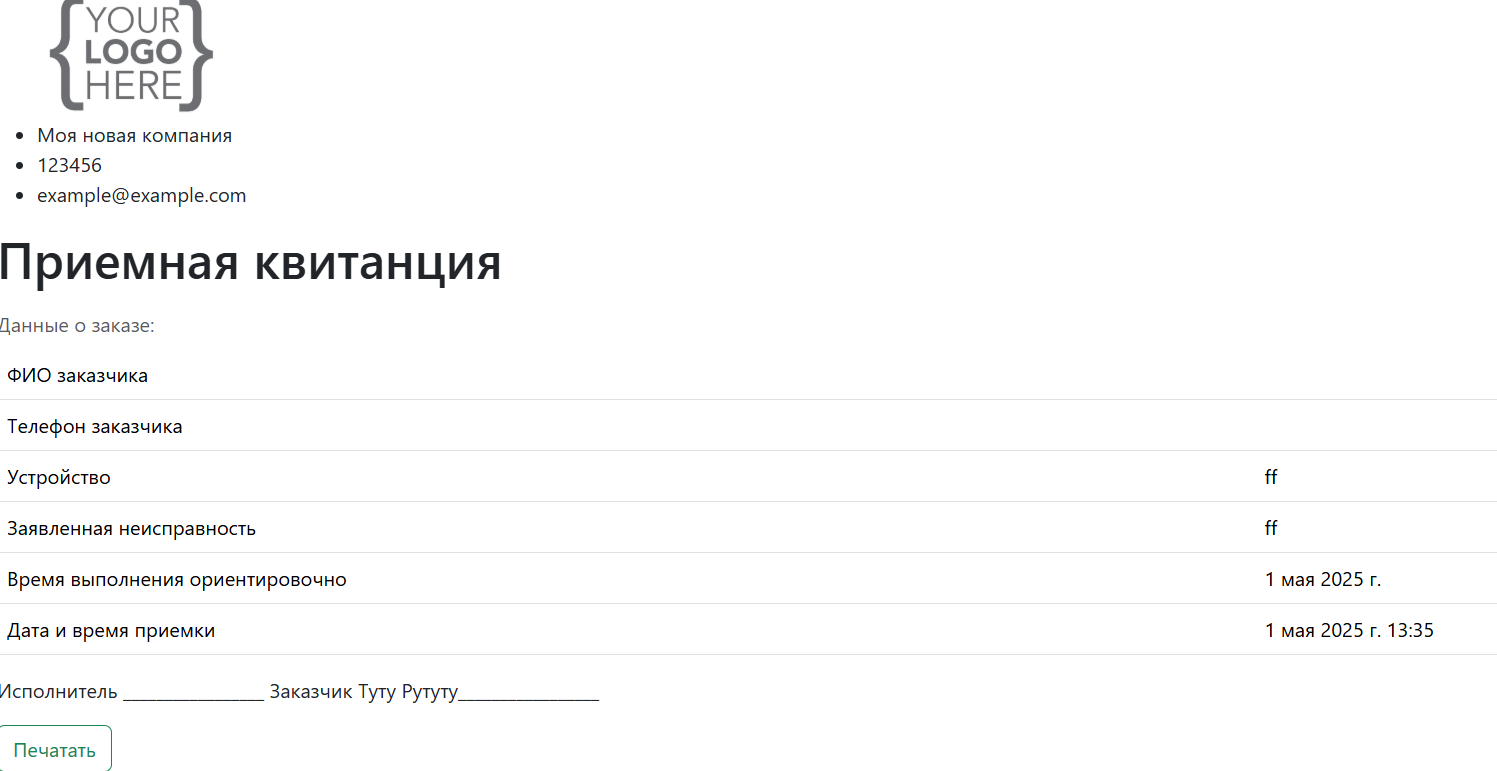 YOUR
LOGO
HERE
Моя новая компания
123456
example@example.com
Приемная квитанция
Данные о заказе:
ФИО заказчика
Телефон заказчика
Устройство ff
Заявленная неисправность ff
Время выполнения ориентировочно 1 мая 2025 г.
Дата и время приемки 1 мая 2025 г. 13:35
Исполнитель _________________ Заказчик Туту Рутуту_________________
Печатать